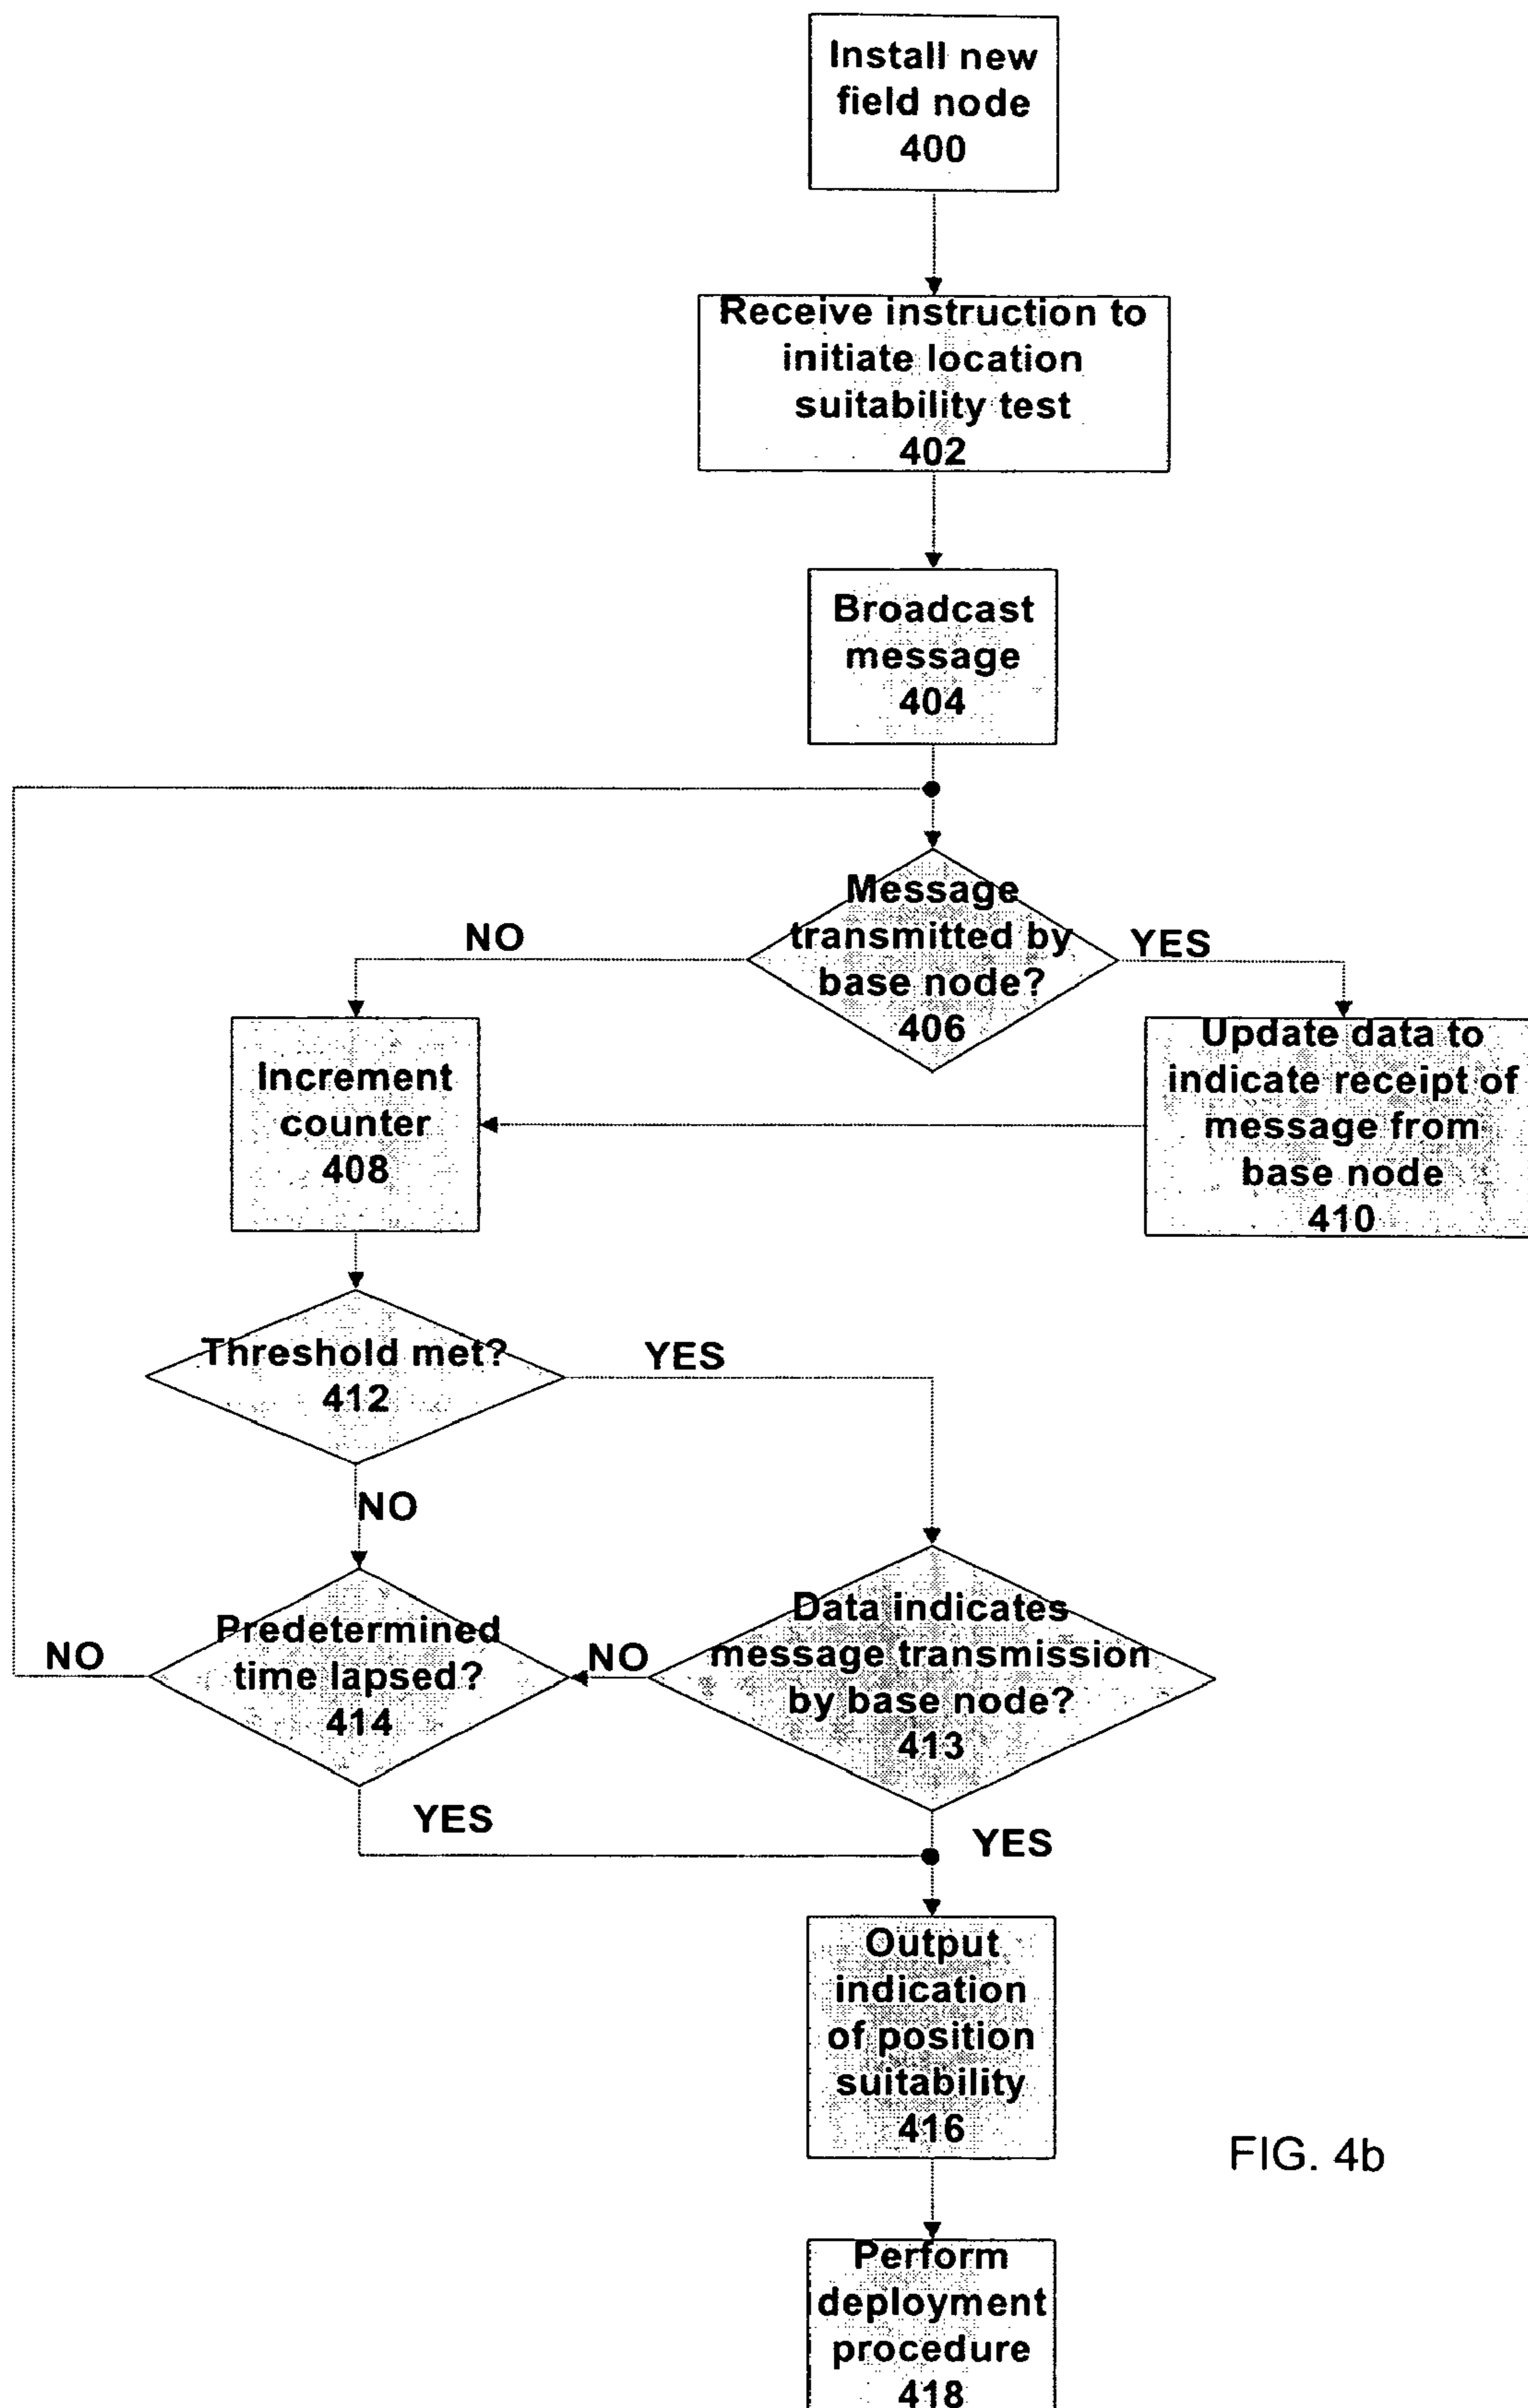 Install new
field node
400
Receive instruction to
initiate location
suitability test
402
Broadcast
message
404
Message
transmitted by
base node?
406
NO
YES
Increment
counter
408
Update data to
indicate receipt of
message from
base node
410
Threshold met?
412
YES
NO
Predetermined
time lapsed?
414
NO
NO
Data indicates
message transmission
by base node?
413
YES
YES
Output
indication
of position
suitability
416
FIG. 4b
Perform
deployment
procedure
418